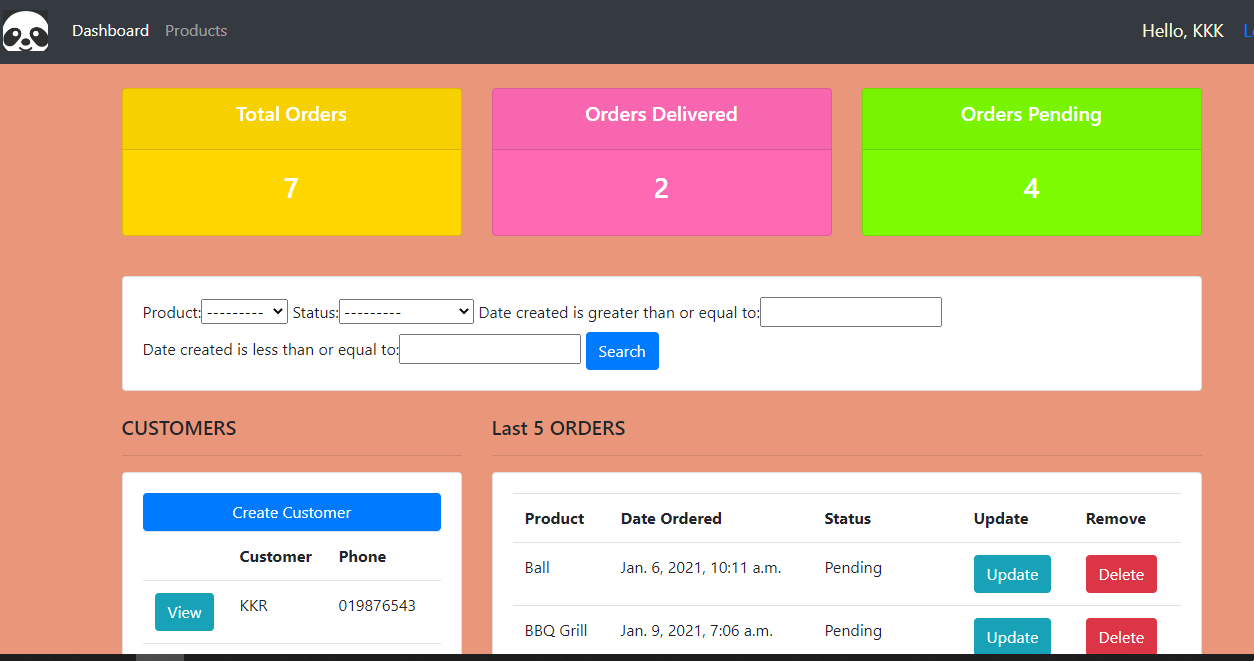 Dashboard Products Hello, KKK
Total Orders Orders Delivered Orders Pending
7 2 4
Product: --------- Status: --------- Date created is greater than or equal to:
Date created is less than or equal to: Search
CUSTOMERS
Create Customer
Customer Phone
View KKR 019876543
Last 5 ORDERS
Product Date Ordered Status Update Remove
Ball Jan. 6, 2021, 10:11 a.m. Pending Update Delete
BBQ Grill Jan. 9, 2021, 7:06 a.m. Pending Update Delete